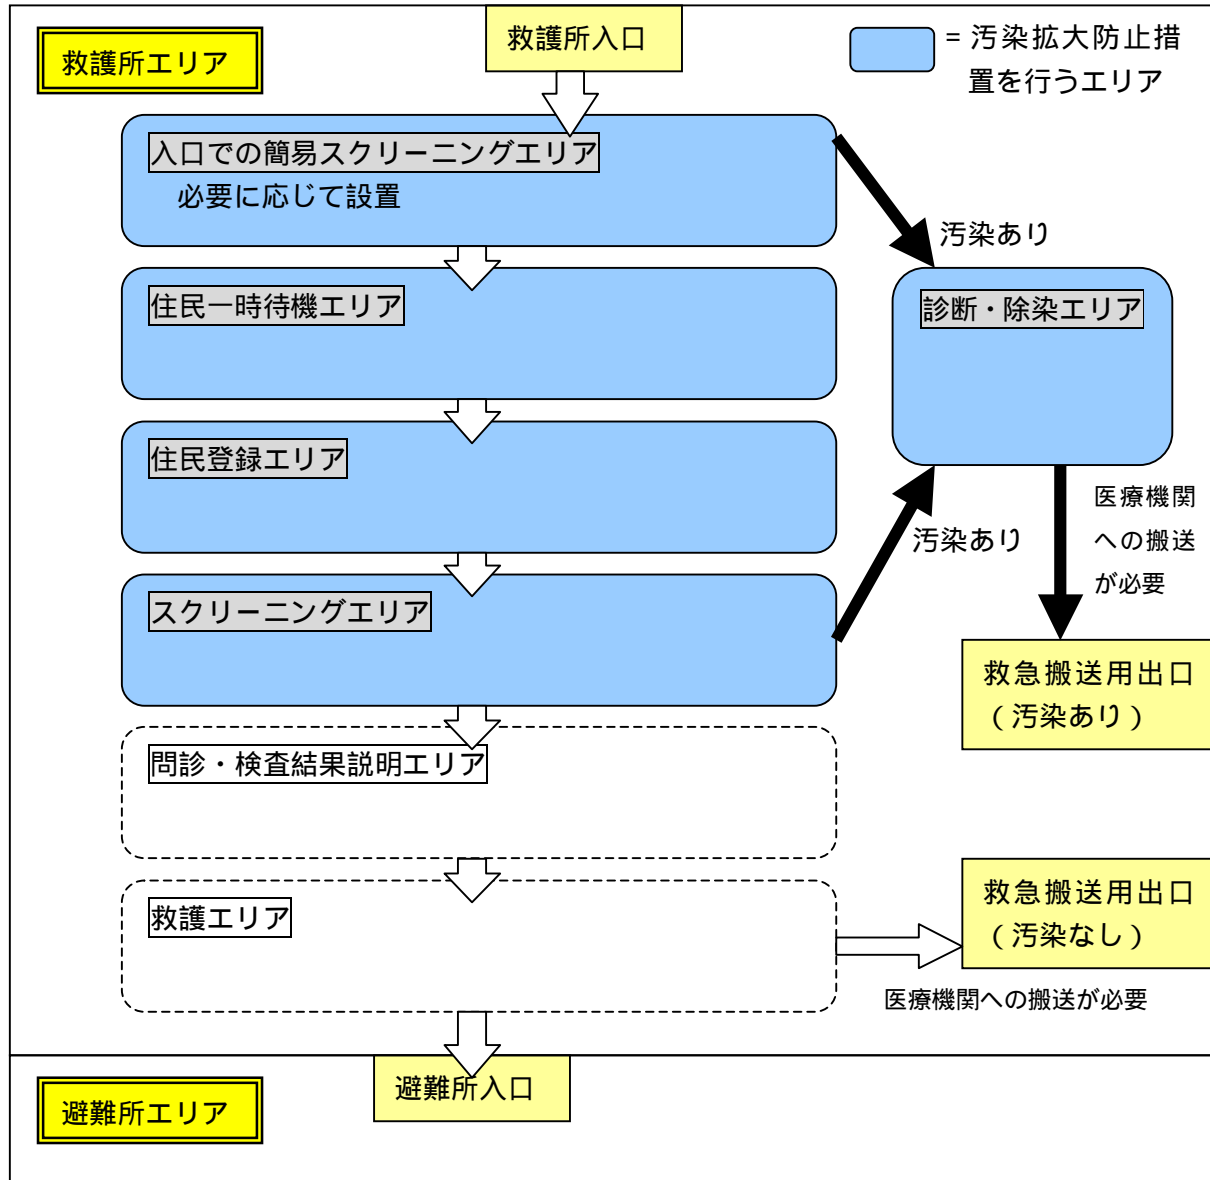 救護所エリア
救護所入口
= 汚染拡大防止措
置を行うエリア
入口での簡易スクリーニングエリア
必要に応じて設置
汚染あり
住民一時待機エリア
診断・除染エリア
住民登録エリア
医療機関
への搬送
が必要
汚染あり
スクリーニングエリア
救急搬送用出口
（汚染あり）
問診・検査結果説明エリア
救護エリア
救急搬送用出口
（汚染なし）
医療機関への搬送が必要
避難所入口
避難所エリア